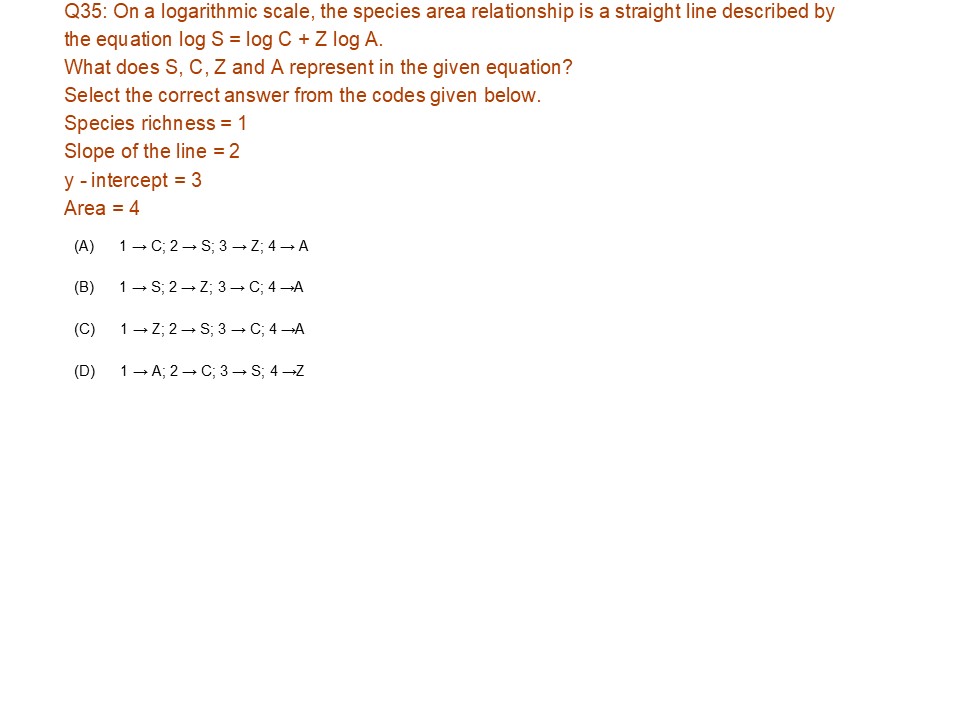 Q35: On a logarithmic scale, the species area relationship is a straight line described by
the equation log S = log C + Z log A.
What does S, C, Z and A represent in the given equation?
Select the correct answer from the codes given below.
Species richness = 1
Slope of the line = 2
y - intercept = 3
Area = 4
(A) 1 → C; 2 → S; 3 → Z; 4 → A
(B) 1 → S; 2 → Z; 3 → C; 4 →A
(C) 1 → Z; 2 → S; 3 → C; 4 →A
(D) 1 → A; 2 → C; 3 → S; 4 →Z